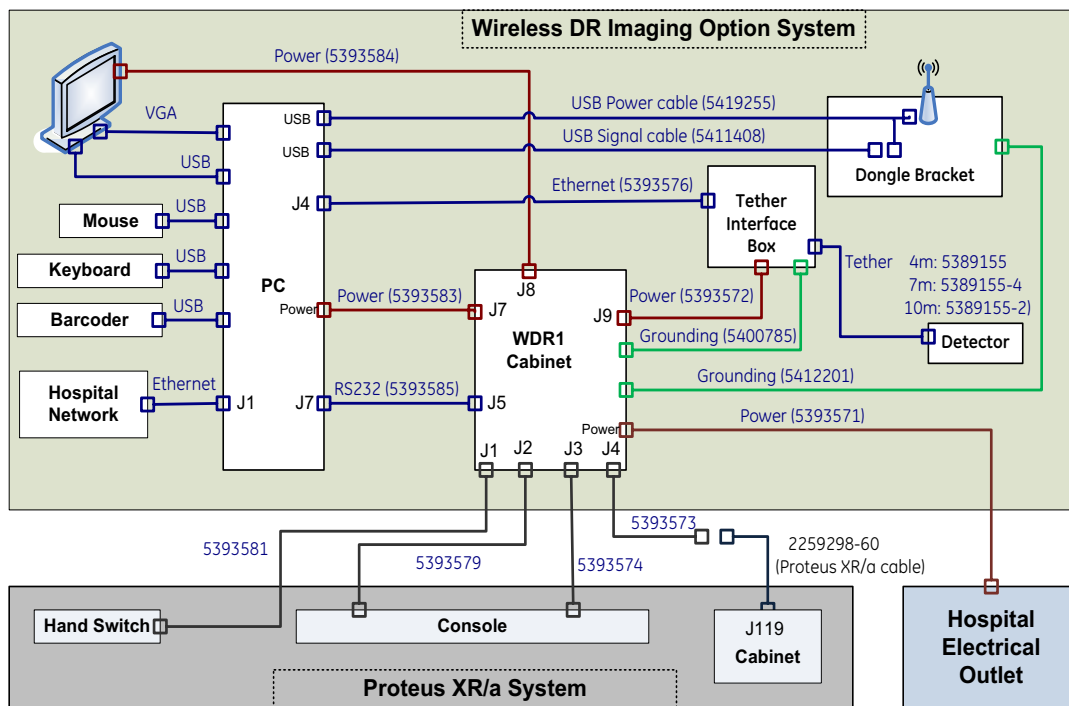 Wireless DR Imaging Option System
Power (5393584)
VGA
USB
USB
USB Power cable (5419255)
USB
USB Signal cable (5411408)
Dongle Bracket
Mouse
USB
J4
Ethernet (5393576)
Tether
Interface
Box
Keyboard
USB
PC
J8
Tether
4m: 5389155
7m: 5389155-4
10m: 5389155-2)
Barcoder
USB
Power
Power (5393583)
J7
WDR1
Cabinet
J9
Power (5393572)
Grounding (5400785)
Detector
Hospital
Network
Ethernet
J1
J7
RS232 (5393585)
J5
Grounding (5412201)
Power
Power (5393571)
J1
J2
J3
J4
5393581
5393579
5393574
5393573
2259298-60
(Proteus XR/a cable)
Hand Switch
Console
J119
Cabinet
Hospital
Electrical
Outlet
Proteus XR/a System